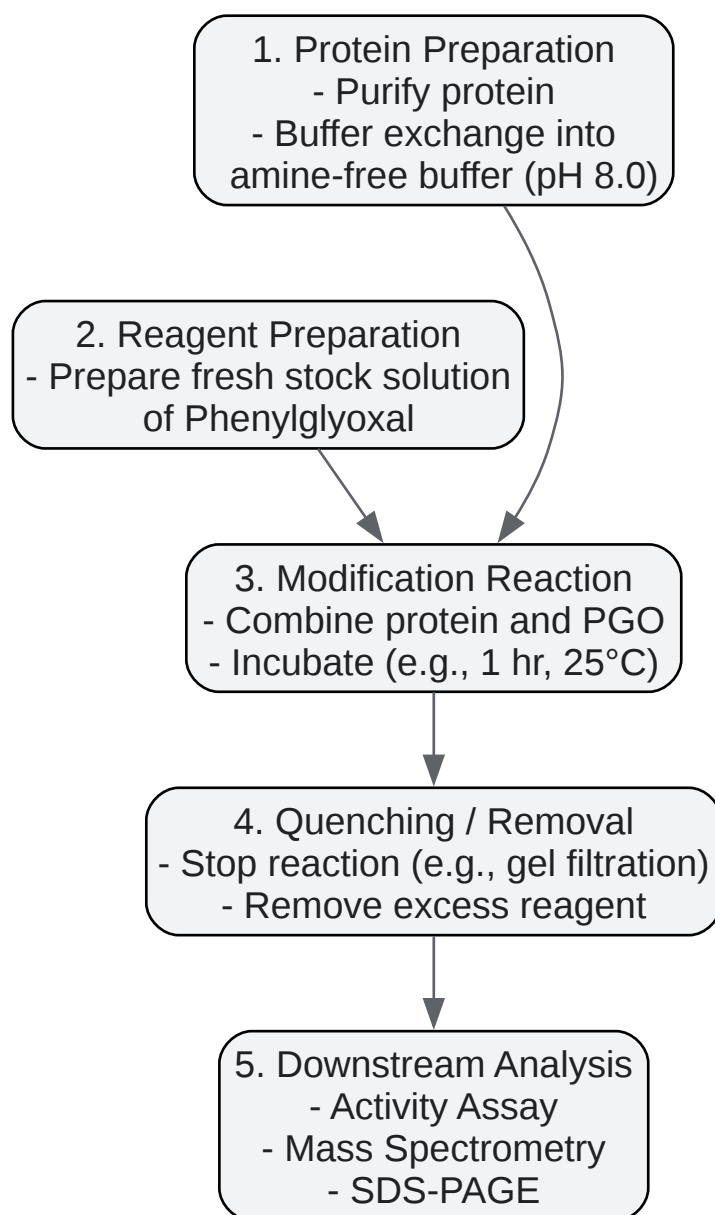 1. Protein Preparation
- Purify protein
- Buffer exchange into
amine-free buffer (pH 8.0)
2. Reagent Preparation
- Prepare fresh stock solution
of Phenylglyoxal
3. Modification Reaction
- Combine protein and PGO
- Incubate (e.g., 1 hr, 25°C)
4. Quenching / Removal
- Stop reaction (e.g., gel filtration)
- Remove excess reagent
5. Downstream Analysis
- Activity Assay
- Mass Spectrometry
- SDS-PAGE